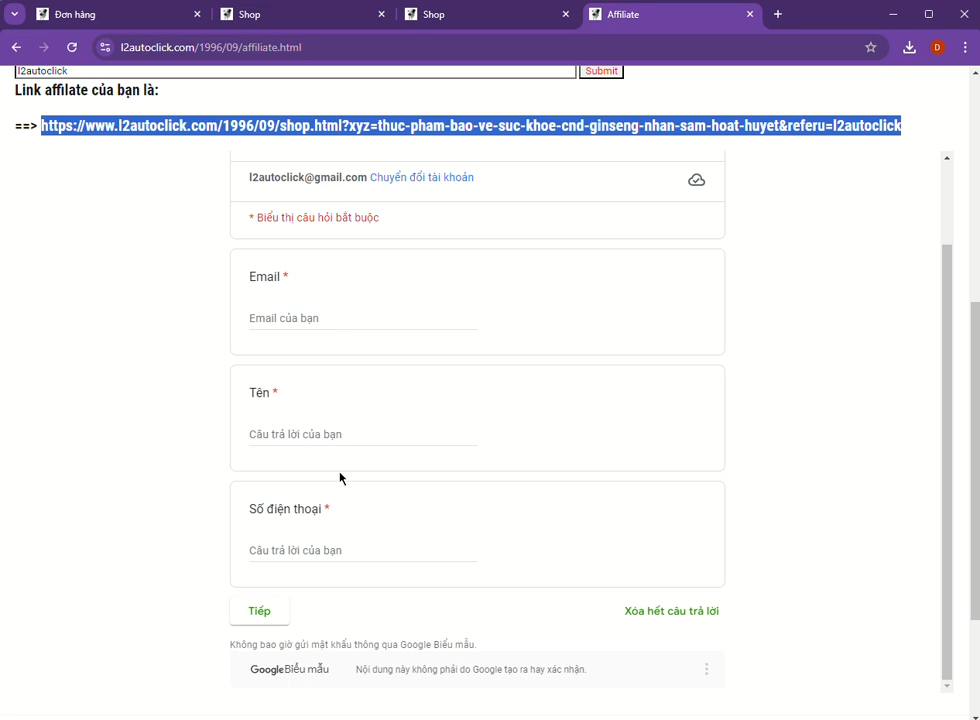 Đơn hàng
Shop
Shop
Affiliate
l2autoclick.com/1996/09/affiliate.html
D
l2autoclick
Submit
Link affilate của bạn là:
==> https://www.l2autoclick.com/1996/09/shop.html?xyz=thuc-pham-bao-ve-suc-khoe-cnd-ginseng-nhan-sam-hoat-huyet&referu=l2autoclick
l2autoclick@gmail.com Chuyển đổi tài khoản
* Biểu thị câu hỏi bắt buộc
Email *
Email của bạn
Tên *
Câu trả lời của bạn
Số điện thoại *
Câu trả lời của bạn
Tiếp
Xóa hết câu trả lời
Không bao giờ gửi mật khẩu thông qua Google Biểu mẫu.
Google Biểu mẫu
Nội dung này không phải do Google tạo ra hay xác nhận.